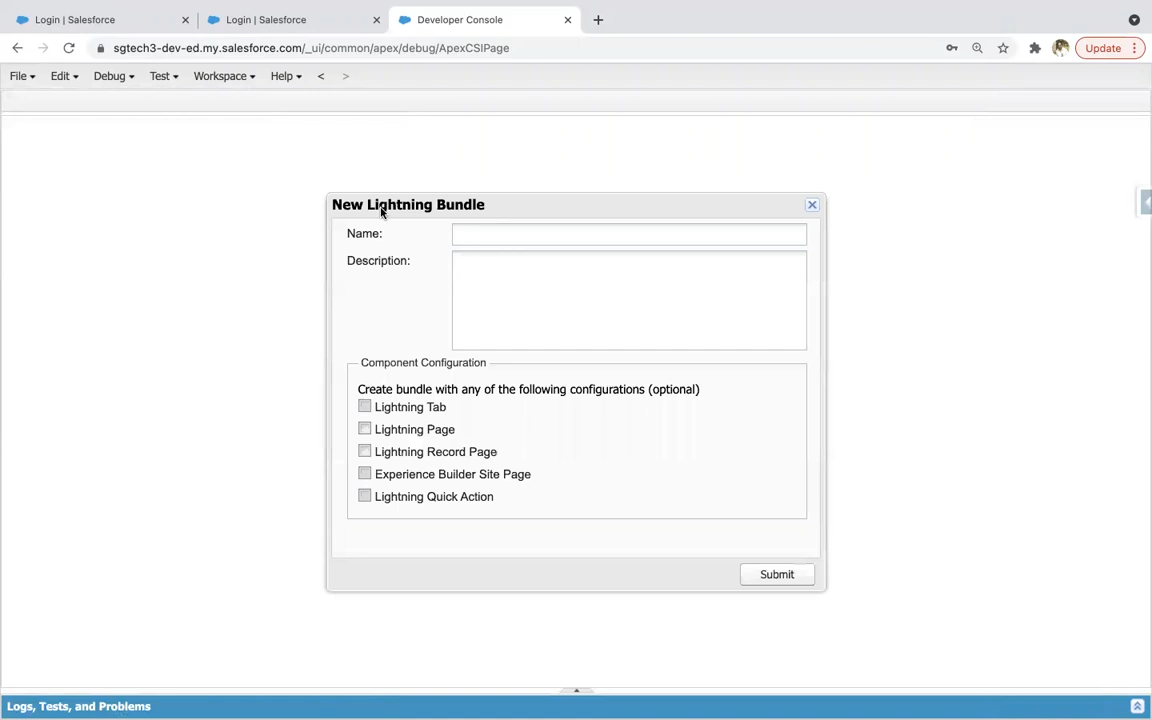 Login | Salesforce
Login | Salesforce
Developer Console
sgtech3-dev-ed.my.salesforce.com/_ui/common/apex/debug/ApexCSIPage
Update
File Edit Debug Test Workspace Help < >
New Lightning Bundle
Name:
Description:
Component Configuration
Create bundle with any of the following configurations (optional)
Lightning Tab
Lightning Page
Lightning Record Page
Experience Builder Site Page
Lightning Quick Action
Submit
Logs, Tests, and Problems